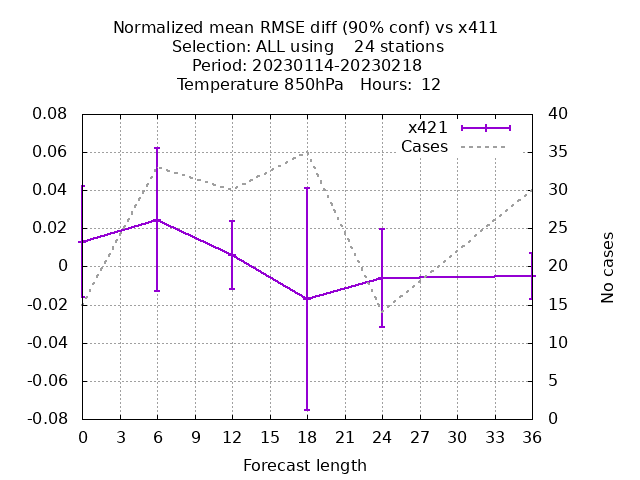 Normalized mean RMSE diff (90% conf) vs x411
Selection: ALL using    24 stations
Period: 20230114-20230218
Temperature 850hPa   Hours:  12
x421
Cases
0.08
0.06
0.04
0.02
0
-0.02
-0.04
-0.06
-0.08
40
35
30
25
20
15
10
5
0
No cases
0 3 6 9 12 15 18 21 24 27 30 33 36
Forecast length